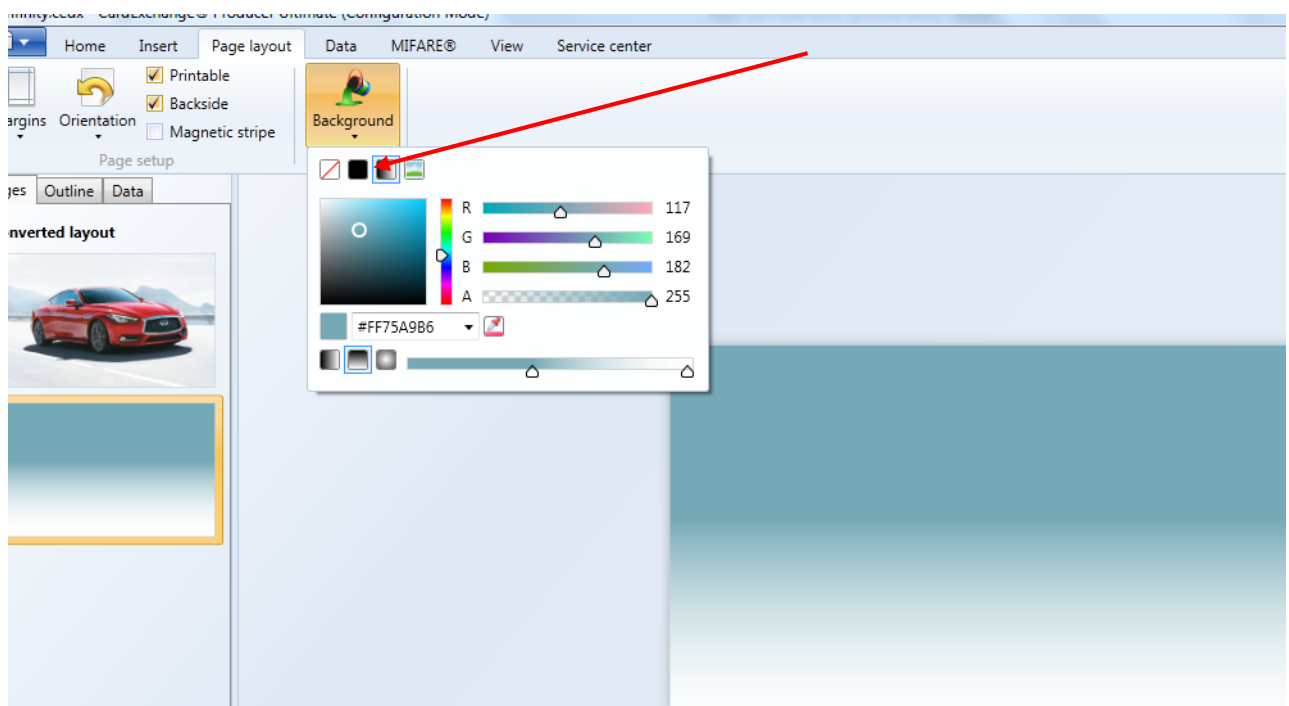 CardExchange® Producer Ultimate (Configuration Mode)
Home Insert Page layout Data MIFARE® View Service center
Printable
Backside
Orientation
Magnetic stripe
Background
Page setup
Outline Data
R 117
G 169
B 182
A 255
#FF75A9B6
layout